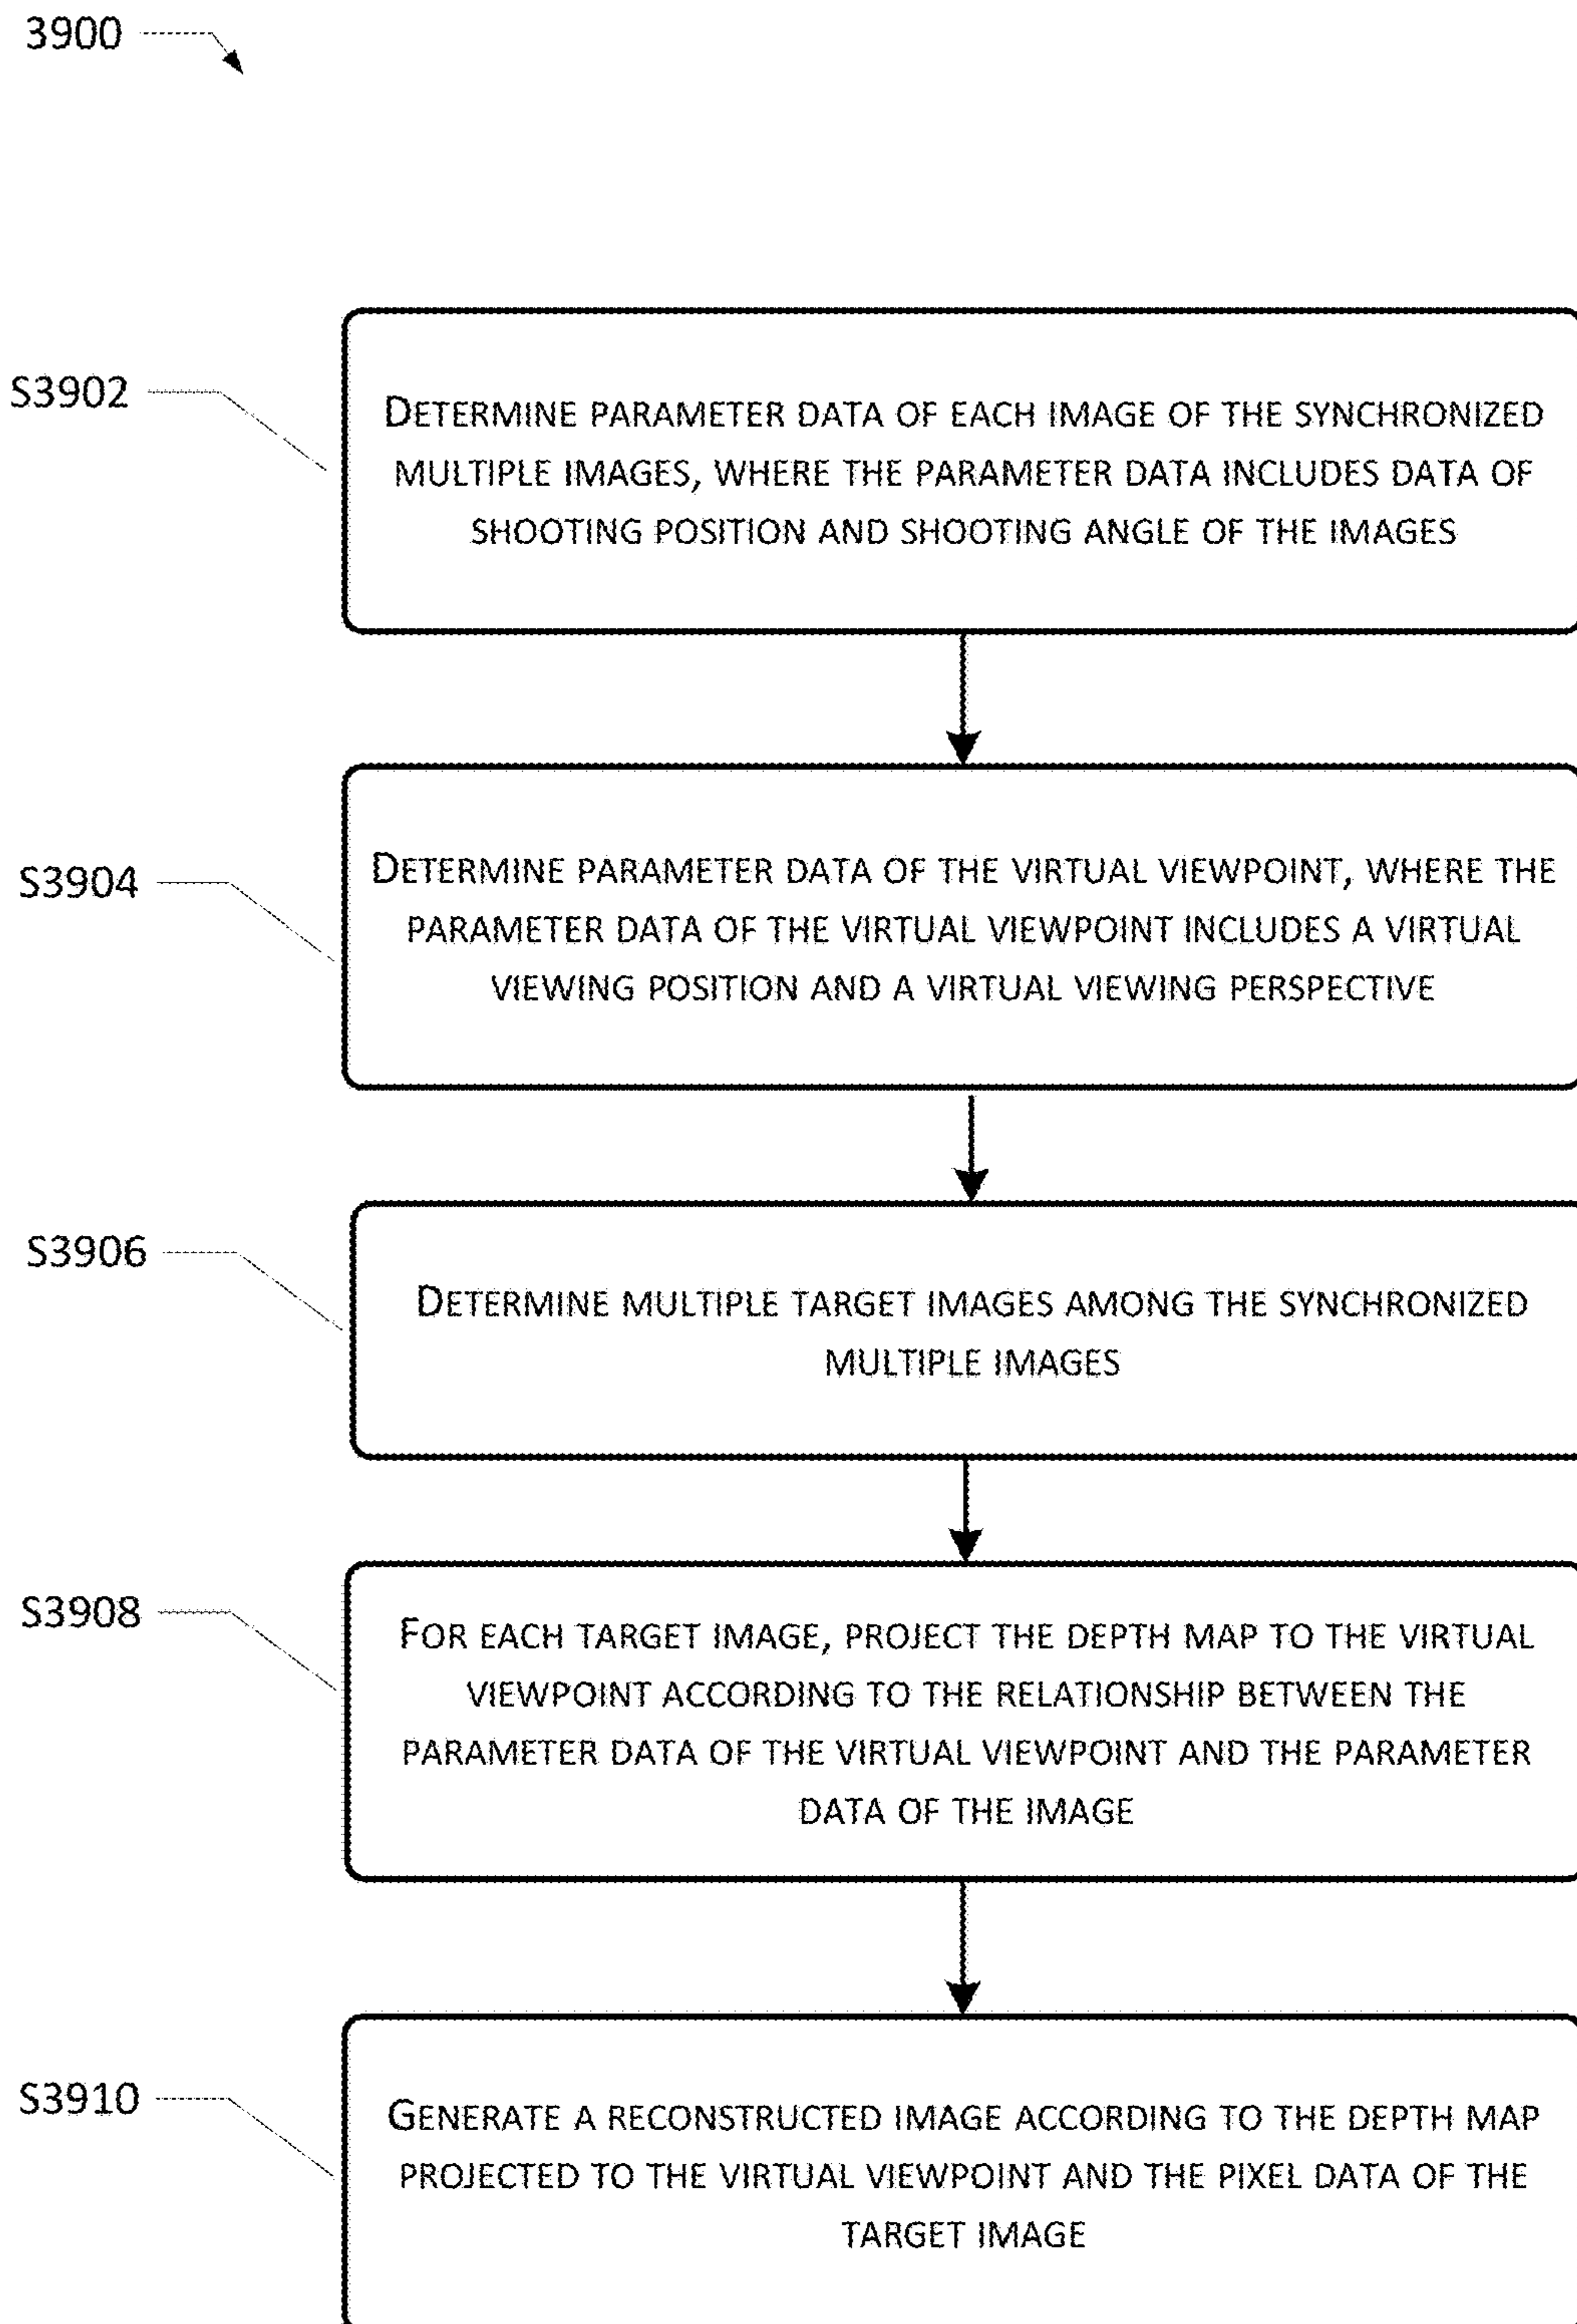 3900
S3902
DETERMINE PARAMETER DATA OF EACH IMAGE OF THE SYNCHRONIZED
MULTIPLE IMAGES, WHERE THE PARAMETER DATA INCLUDES DATA OF
SHOOTING POSITION AND SHOOTING ANGLE OF THE IMAGES
S3904
DETERMINE PARAMETER DATA OF THE VIRTUAL VIEWPOINT, WHERE THE
PARAMETER DATA OF THE VIRTUAL VIEWPOINT INCLUDES A VIRTUAL
VIEWING POSITION AND A VIRTUAL VIEWING PERSPECTIVE
S3906
DETERMINE MULTIPLE TARGET IMAGES AMONG THE SYNCHRONIZED
MULTIPLE IMAGES
S3908
FOR EACH TARGET IMAGE, PROJECT THE DEPTH MAP TO THE VIRTUAL
VIEWPOINT ACCORDING TO THE RELATIONSHIP BETWEEN THE
PARAMETER DATA OF THE VIRTUAL VIEWPOINT AND THE PARAMETER
DATA OF THE IMAGE
S3910
GENERATE A RECONSTRUCTED IMAGE ACCORDING TO THE DEPTH MAP
PROJECTED TO THE VIRTUAL VIEWPOINT AND THE PIXEL DATA OF THE
TARGET IMAGE